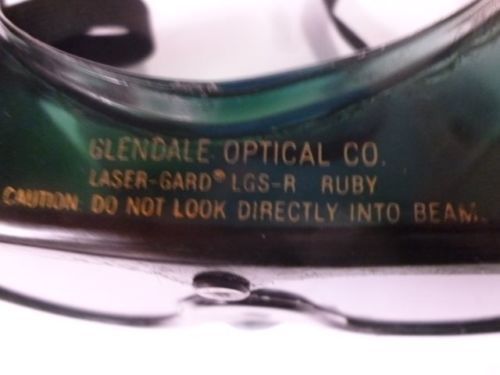 GLENDALE OPTICAL CO.
LASER-GARD® LGS-R RUBY
CAUTION: DO NOT LOOK DIRECTLY INTO BEAM.